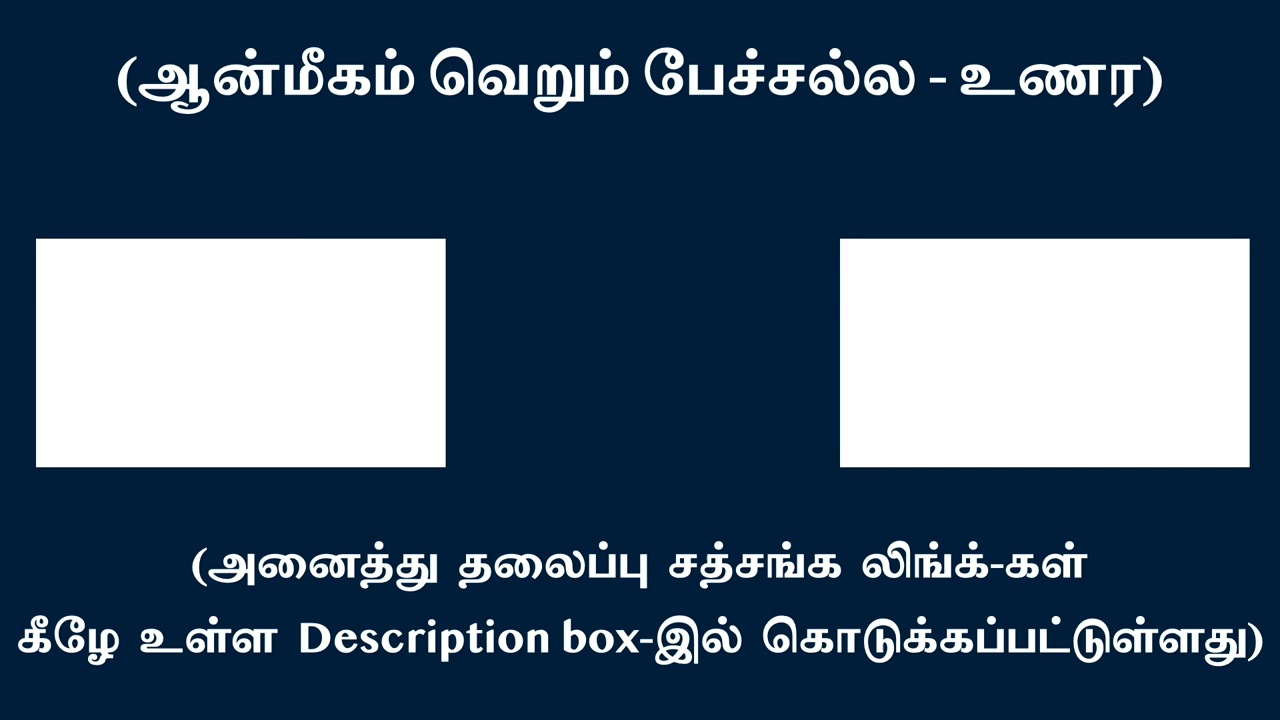 (ஆன்மீகம் வெறும் பேச்சல்ல - உணர)
(அனைத்து தலைப்பு சத்சங்க லிங்க்-கள்
கீழே உள்ள Description box-இல் கொடுக்கப்பட்டுள்ளது)